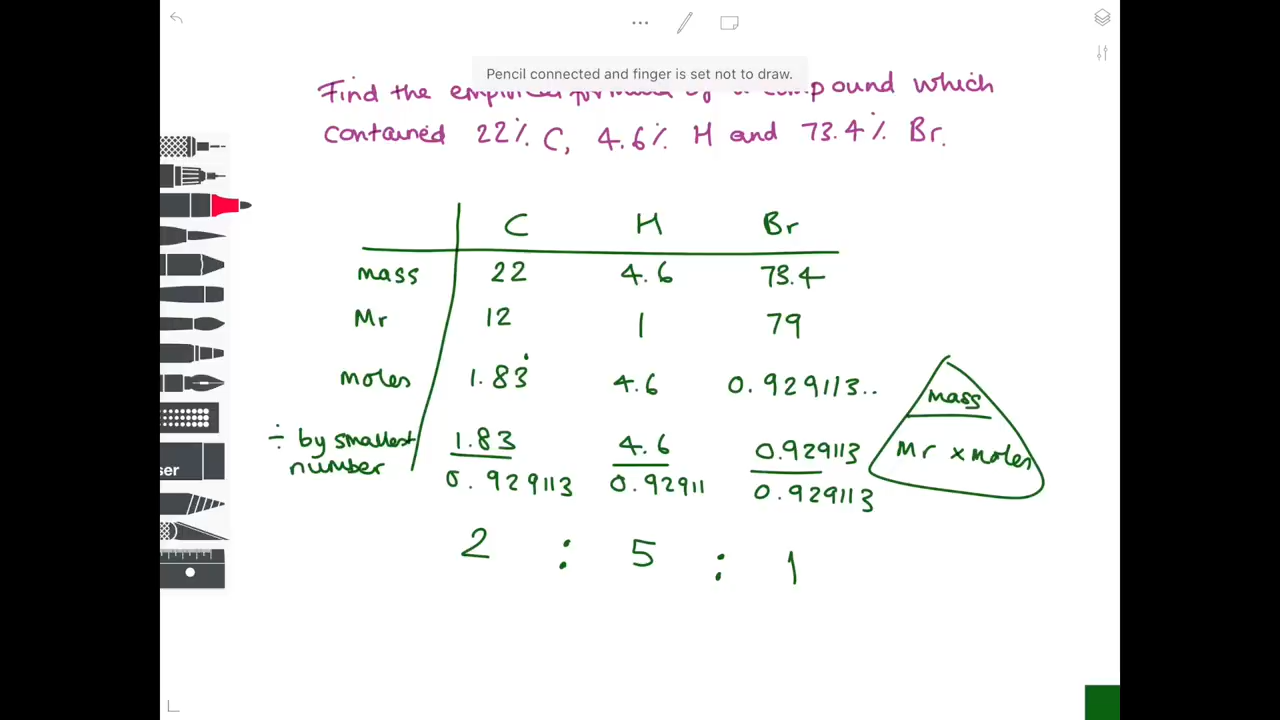 Pencil connected and finger is set not to draw.
Find the of compound which
contained 22% C, 4.6% H and 73.4% Br.
C H Br
mass 22 4.6 73.4
Mr 12 1 79
moles 1.83̇ 4.6 0.929113..
mass
Mr x moles
÷ by smallest number
1.83 4.6 0.929113
0.929113 0.92911 0.929113
2 : 5 : 1
ser